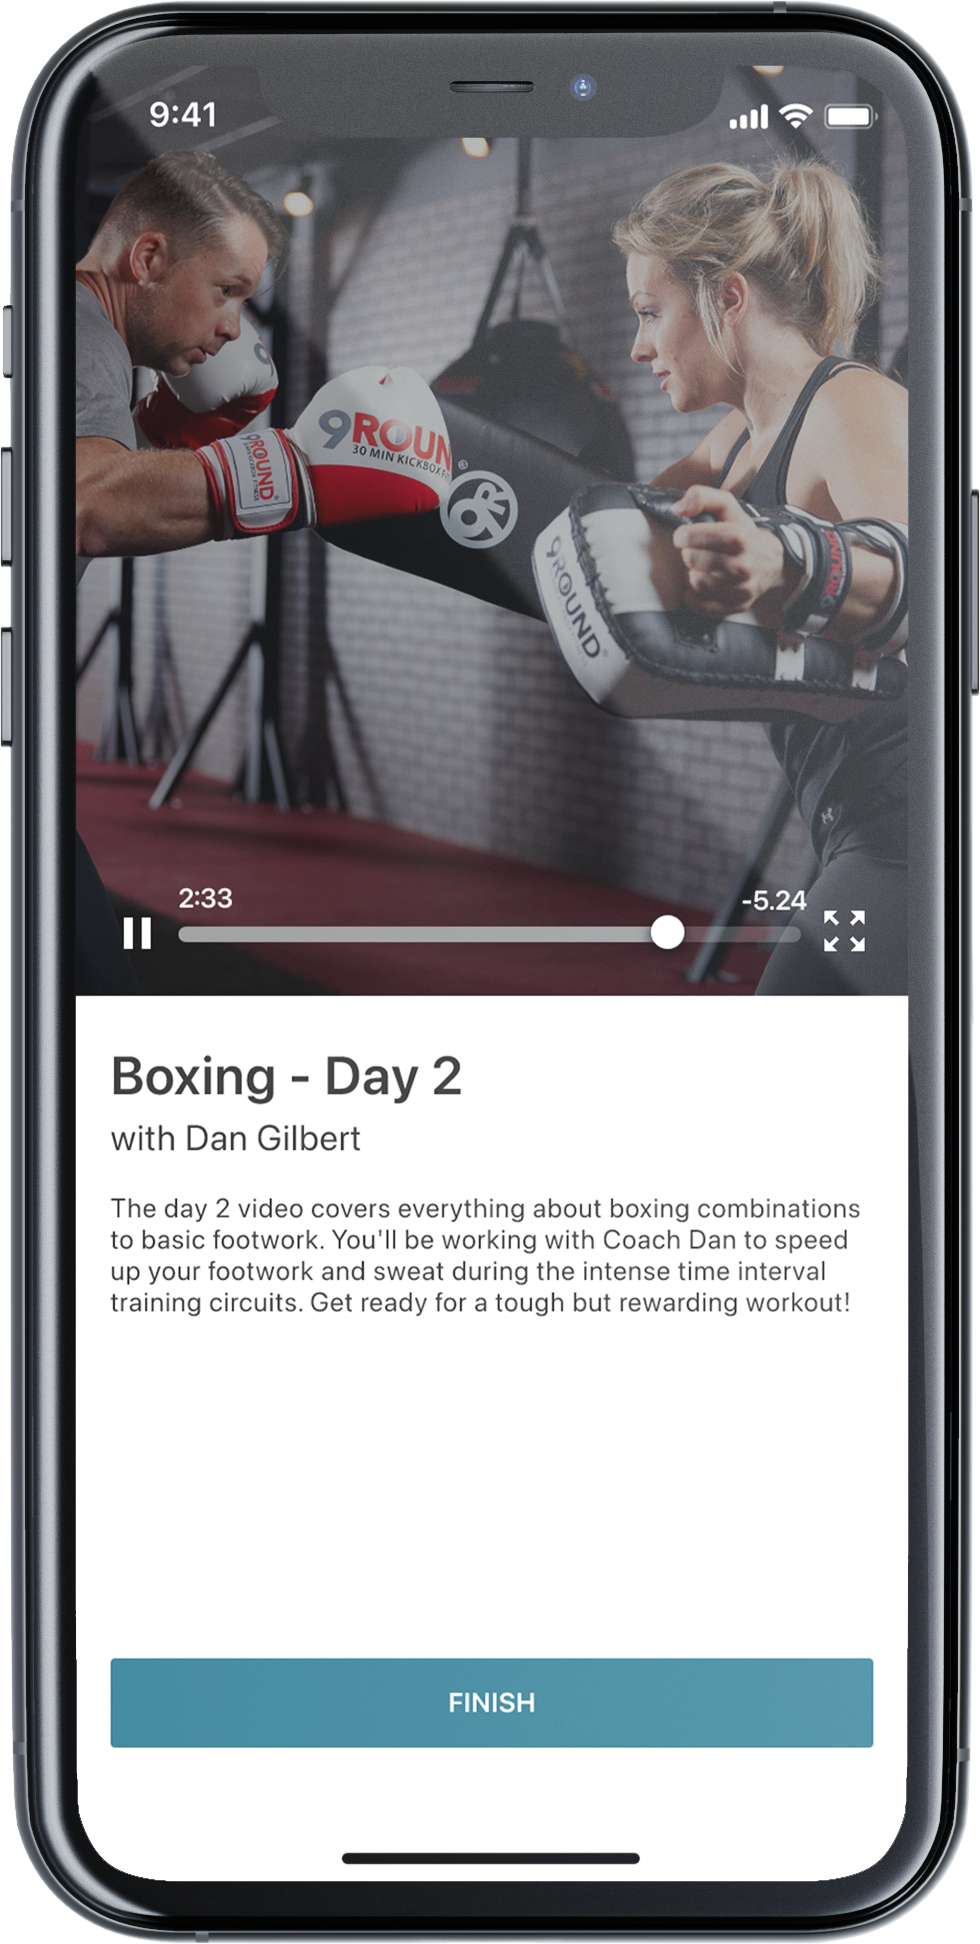 9:41
9
9ROUN
30 MIN KICKBOX
®
9ROUND
9R
9ROUND®
9ROUND
2:33
-5.24
Boxing - Day 2
with Dan Gilbert
The day 2 video covers everything about boxing combinations
to basic footwork. You'll be working with Coach Dan to speed
up your footwork and sweat during the intense time interval
training circuits. Get ready for a tough but rewarding workout!
FINISH